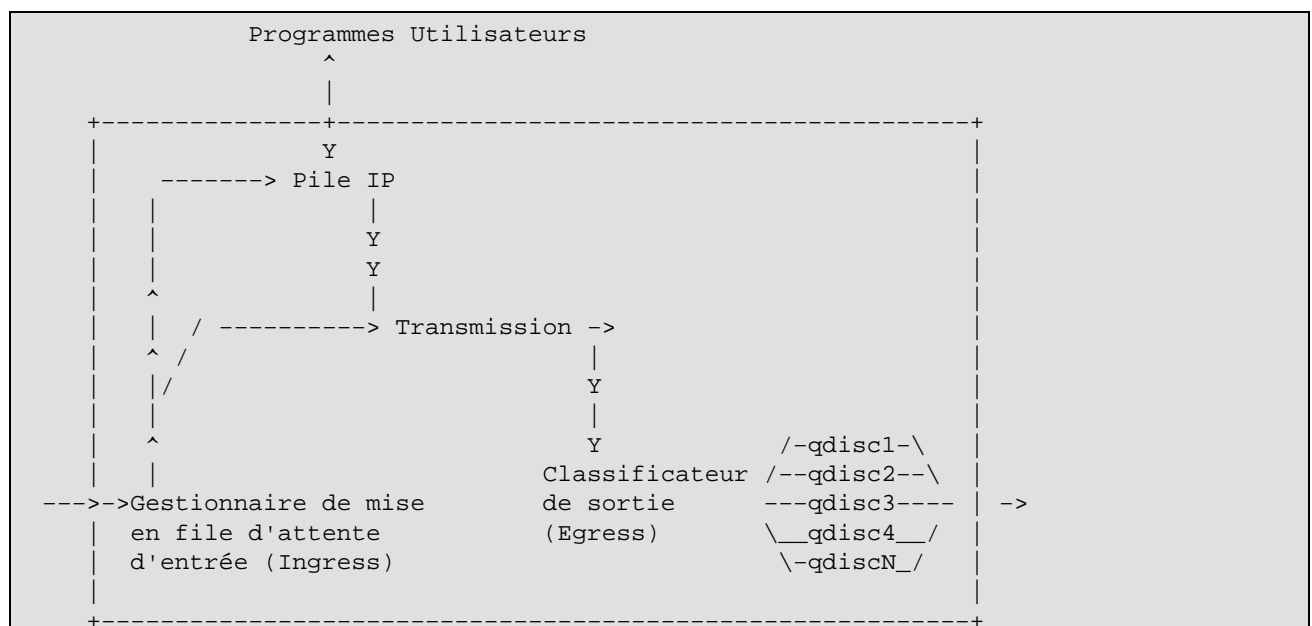 Programmes Utilisateurs
^
|
+---------------+-------------------------------------------+
| Y |
| -------> Pile IP |
| | | |
| | Y |
| | Y |
| ^ | |
| | / ----------> Transmission -> |
| ^ / | |
| |/ Y |
| | | |
| ^ Y /-qdisc1-\ |
| | Classificateur /--qdisc2--\ |
--->->Gestionnaire de mise de sortie ---qdisc3---- | ->
| en file d'attente (Egress) \__qdisc4__/ |
| d'entrée (Ingress) \-qdiscN_/ |
| |
+-----------------------------------------------------------+